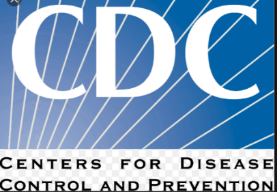 CDC
CENTERS FOR DISEASE
CONTROL AND PREVENTION